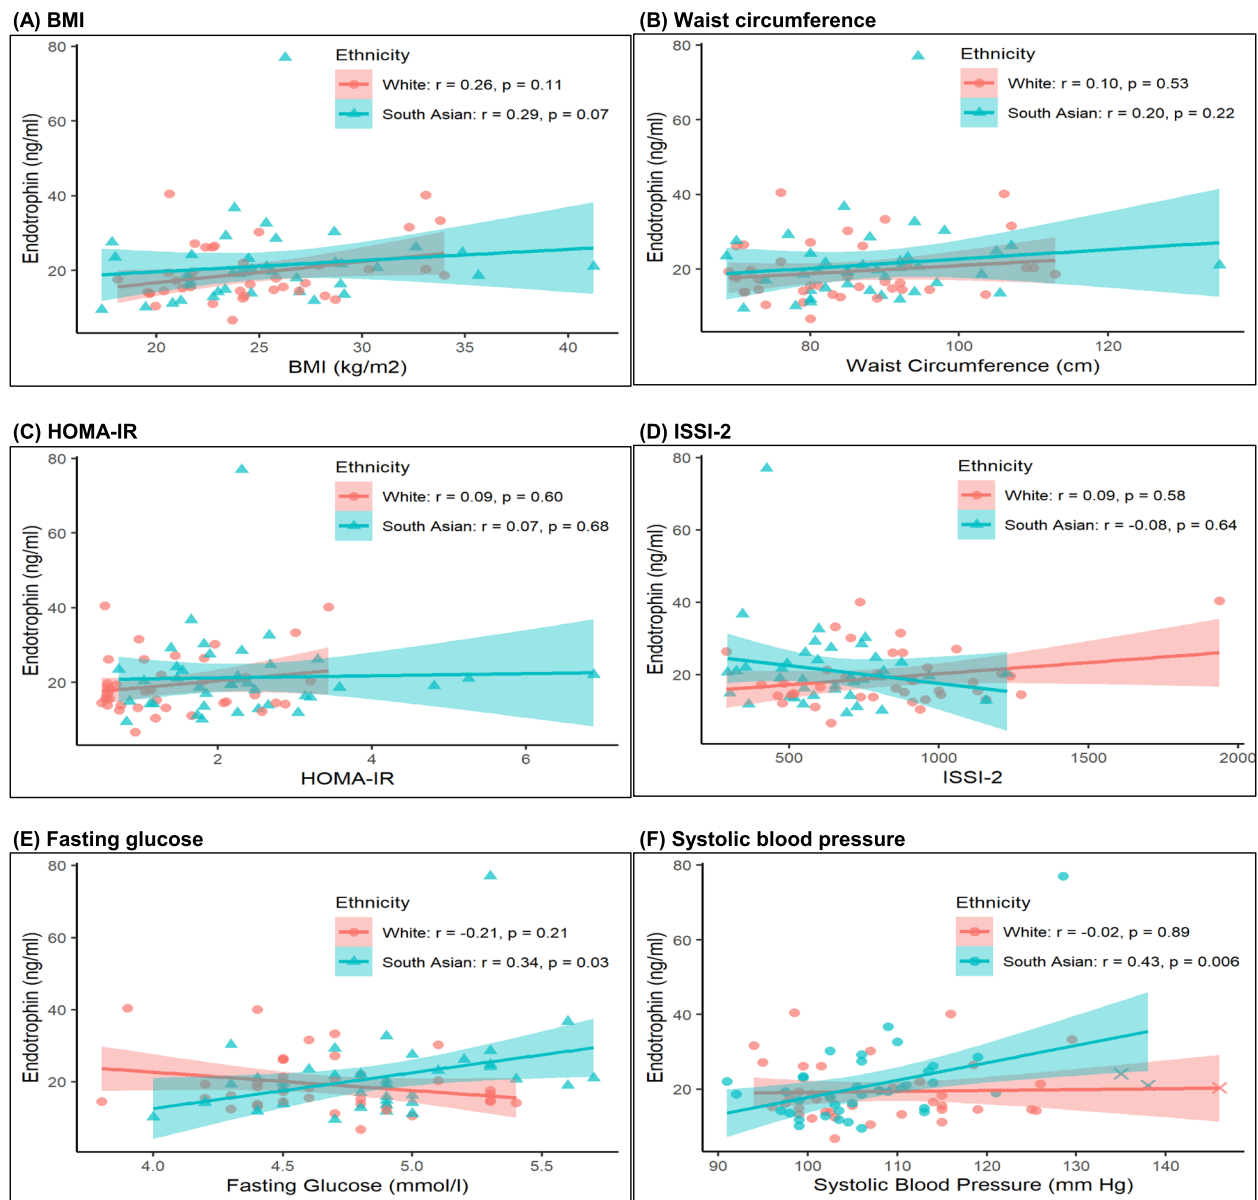 (A) BMI
80
60
40
20
Endotrophin (ng/ml)
Ethnicity
White: r = 0.26, p = 0.11
South Asian: r = 0.29, p = 0.07
20 25 30 35 40
BMI (kg/m2)
(B) Waist circumference
80
60
40
20
Endotrophin (ng/ml)
Ethnicity
White: r = 0.10, p = 0.53
South Asian: r = 0.20, p = 0.22
80 100 120
Waist Circumference (cm)
(C) HOMA-IR
80
60
40
20
Endotrophin (ng/ml)
Ethnicity
White: r = 0.09, p = 0.60
South Asian: r = 0.07, p = 0.68
2 4 6
HOMA-IR
(D) ISSI-2
80
60
40
20
Endotrophin (ng/ml)
Ethnicity
White: r = 0.09, p = 0.58
South Asian: r = -0.08, p = 0.64
500 1000 1500 2000
ISSI-2
(E) Fasting glucose
80
60
40
20
Endotrophin (ng/ml)
Ethnicity
White: r = -0.21, p = 0.21
South Asian: r = 0.34, p = 0.03
4.0 4.5 5.0 5.5
Fasting Glucose (mmol/l)
(F) Systolic blood pressure
80
60
40
20
Endotrophin (ng/ml)
Ethnicity
White: r = -0.02, p = 0.89
South Asian: r = 0.43, p = 0.006
90 100 110 120 130 140
Systolic Blood Pressure (mm Hg)